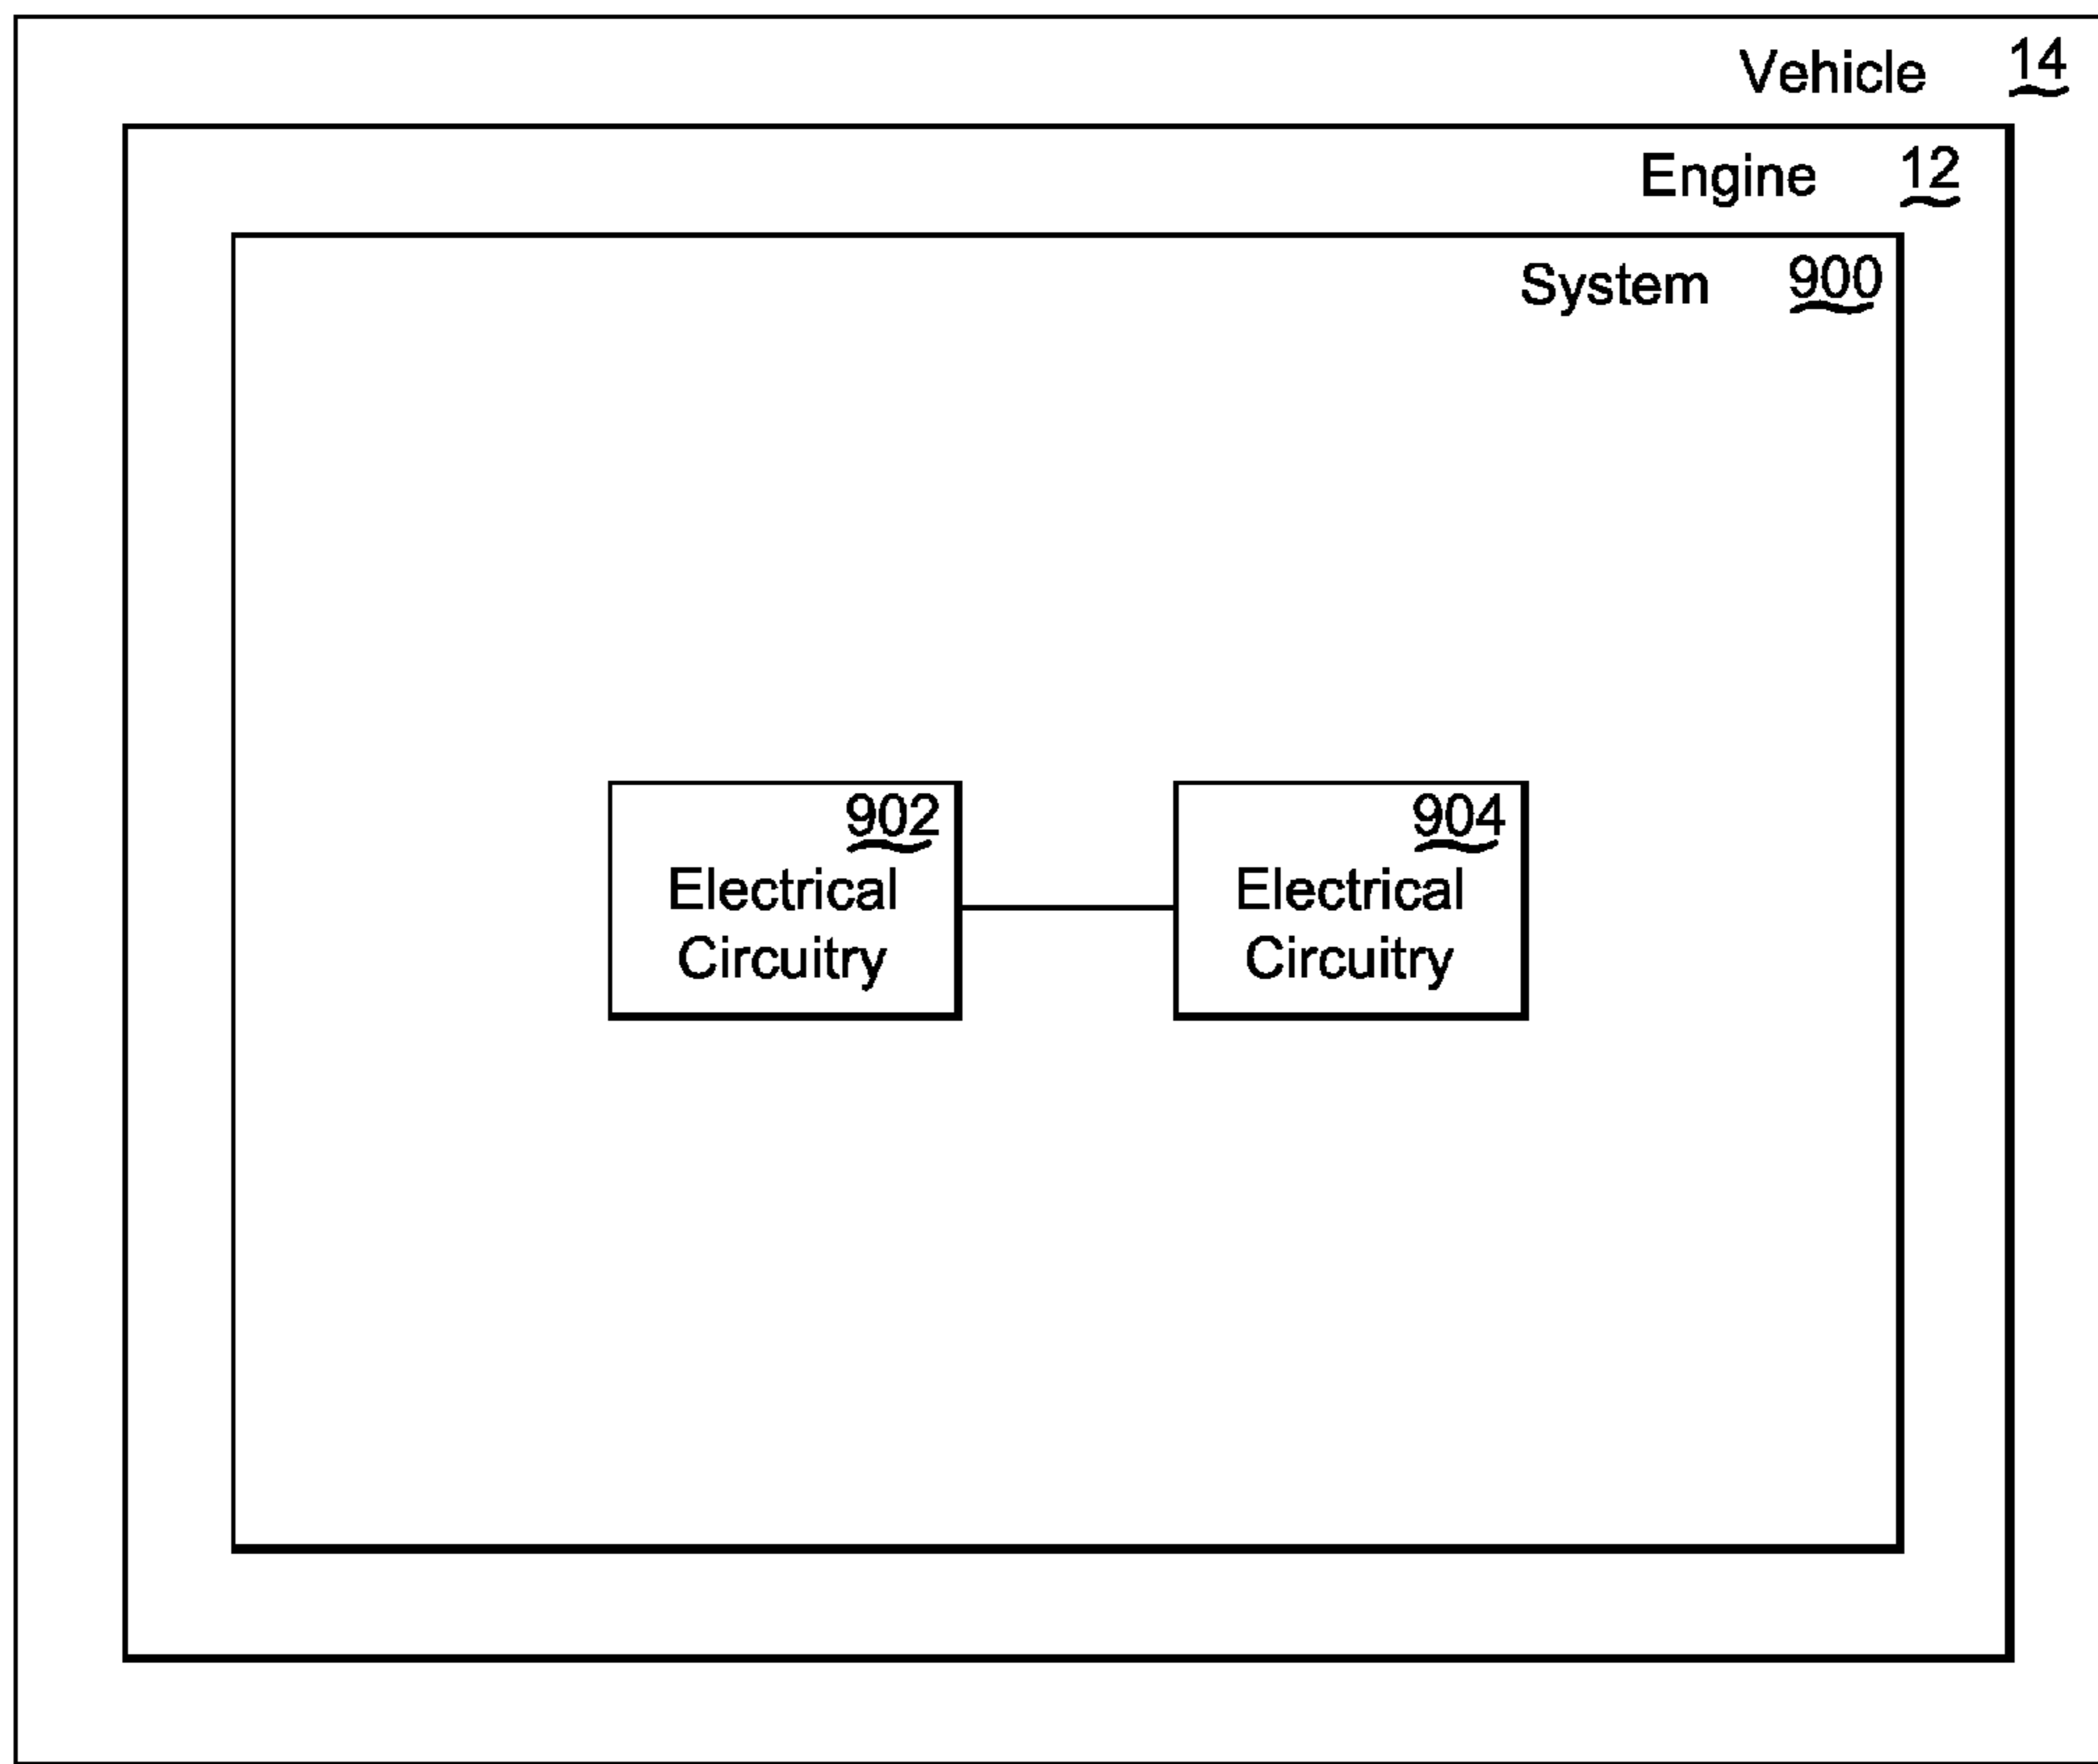 Vehicle 14
Engine 12
System 900
902
Electrical
Circuitry
904
Electrical
Circuitry